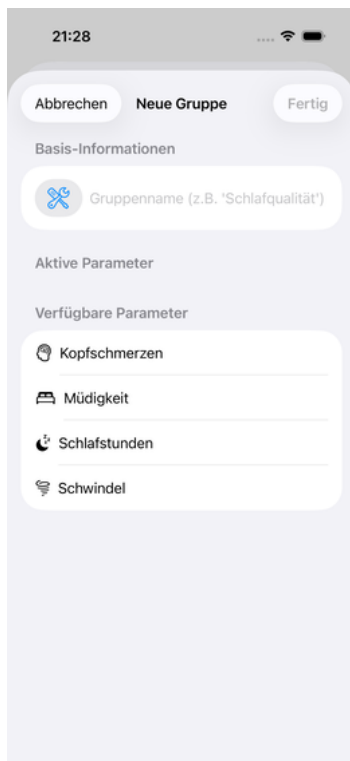 21:28
Abbrechen Neue Gruppe Fertig
Basis-Informationen
Gruppenname (z.B. 'Schlafqualität')
Aktive Parameter
Verfügbare Parameter
Kopfschmerzen
Müdigkeit
Schlafstunden
Schwindel